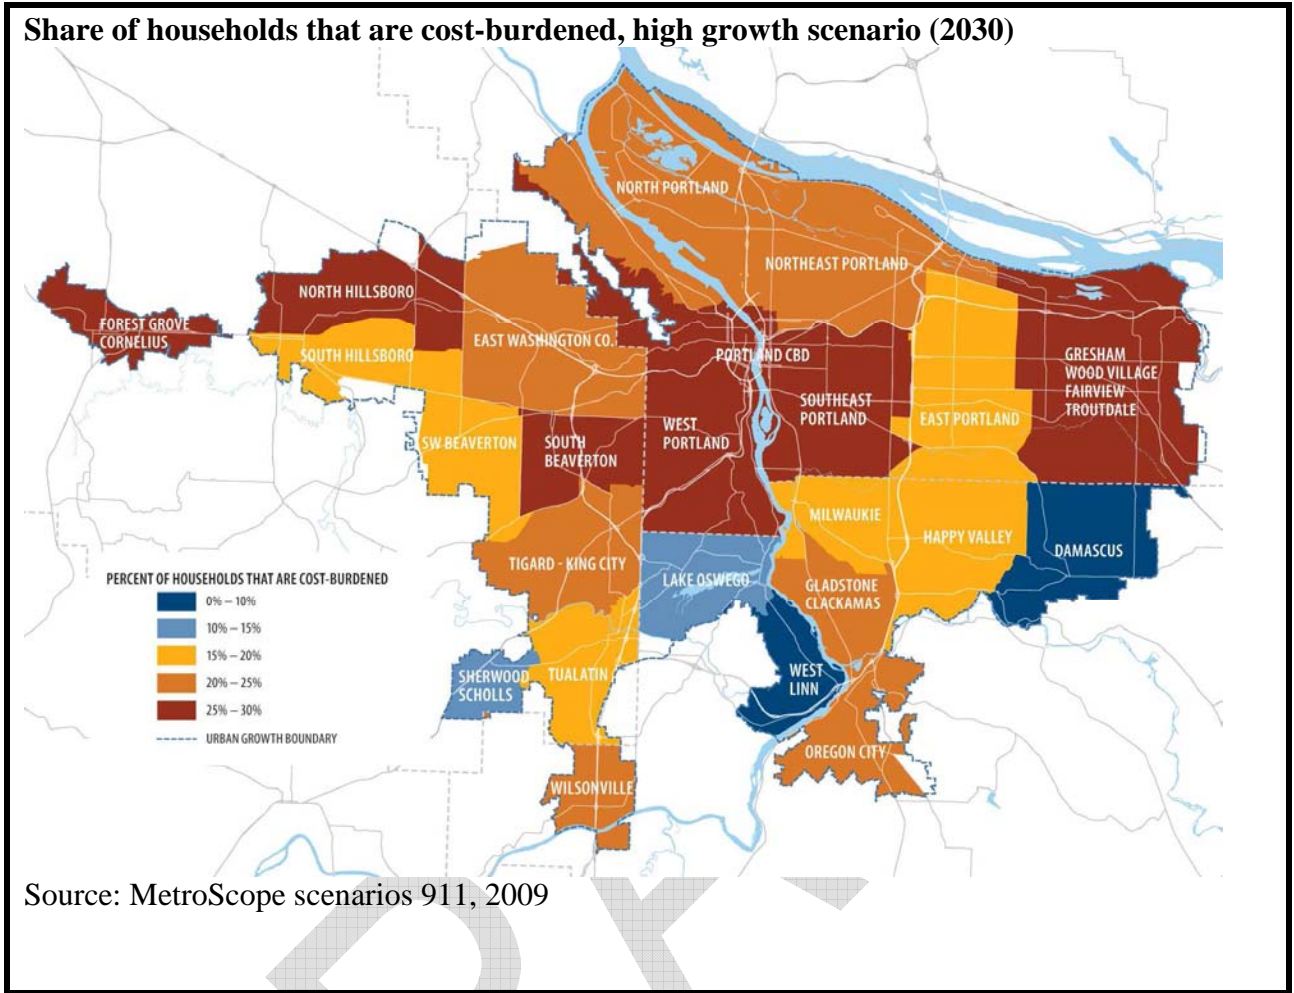 Share of households that are cost-burdened, high growth scenario (2030)
NORTH PORTLAND
NORTHEAST PORTLAND
NORTH HILLSBORO
FOREST GROVE
CORNELIUS
SOUTH HILLSBORO
EAST WASHINGTON CO.
PORTLAND CBD
GRESHAM
WOOD VILLAGE
FAIRVIEW
TROUTDALE
SOUTHEAST
PORTLAND
EAST PORTLAND
WEST
PORTLAND
SW BEAVERTON
SOUTH
BEAVERTON
MILWAUKIE
HAPPY VALLEY
DAMASCUS
TIGARD - KING CITY
LAKE OSWEGO
GLADSTONE
CLACKAMAS
PERCENT OF HOUSEHOLDS THAT ARE COST-BURDENED
0% – 10%
10% – 15%
15% – 20%
20% – 25%
25% – 30%
URBAN GROWTH BOUNDARY
SHERWOOD
SCHOLLS
TUALATIN
WEST
LINN
OREGON CITY
WILSONVILLE
Source: MetroScope scenarios 911, 2009